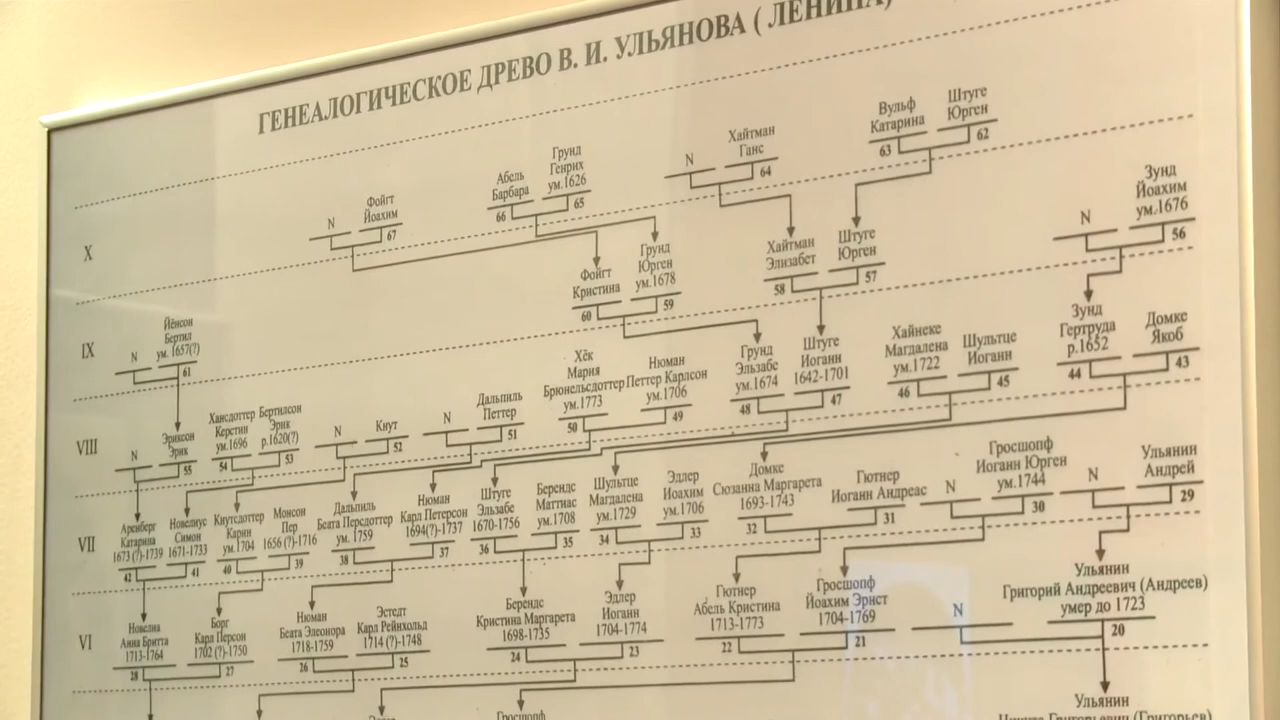 ГЕНЕАЛОГИЧЕСКОЕ ДРЕВО В. И. УЛЬЯНОВА ( ЛЕНИНА)
X
N
Фойгт
Йоахим
67
Абель
Барбара
66
Грунд
Генрих
ум.1626
65
N
Хайтман
Ганс
64
Вульф
Катарина
63
Штуге
Юрген
62
IX
Йёнсон
Бертил
ум. 1657(?)
N
61
Фойгт
Кристина
60
Грунд
Юрген
ум.1678
59
Хайтман
Элизабет
58
Штуге
Юрген
57
N
Зунд
Йоахим
ум.1676
56
VIII
N
Эриксон
Эрик
55
Хансдоттер
Керстин
ум.1696
54
Бертилсон
Эрик
р.1620(?)
53
N
Кнут
52
N
Дальпиль
Петтер
51
Хёк
Мария
Брюнельсдоттер
ум.1773
50
Нюман
Петтер Карлсон
ум.1706
49
Грунд
Эльзабе
ум.1674
48
Штуге
Иоганн
1642-1701
47
Хайнеке
Магдалена
ум.1722
46
Шультце
Иоганн
45
Зунд
Гертруда
р.1652
44
Домке
Якоб
43
VII
Аренберг
Катарина
1673 (?)-1739
42
Новелиус
Симон
1671-1733
41
Кнутсдоттер
Карин
ум.1704
40
Монсон
Пер
1656 (?)-1716
39
Дальпиль
Беата Персдоттер
ум. 1759
38
Нюман
Карл Петерсон
1694(?)-1737
37
Штуге
Эльзабе
1670-1756
36
Берендс
Маттиас
ум.1708
35
Шультце
Магдалена
ум.1729
34
Эдлер
Иоахим
ум.1706
33
Домке
Сюзанна Маргарета
1693-1743
32
Гютнер
Иоганн Андреас
31
N
Гросшопф
Иоганн Юрген
ум.1744
30
N
Ульянин
Андрей
29
VI
Новелиа
Анна Бритта
1713-1764
28
Борг
Карл Персон
1702 (?)-1750
27
Нюман
Беата Элеонора
1718-1759
26
Эстедт
Карл Рейнхольд
1714 (?)-1748
25
Берендс
Кристина Маргарета
1698-1735
24
Эдлер
Иоганн
1704-1774
23
Гютнер
Абель Кристина
1713-1773
22
Гросшопф
Йоахим Эрнст
1704-1769
21
N
Ульянин
Григорий Андреевич (Андреев)
умер до 1723
20
Гросшопф
Ульянин
Никита Григорьевич (Григорьев)